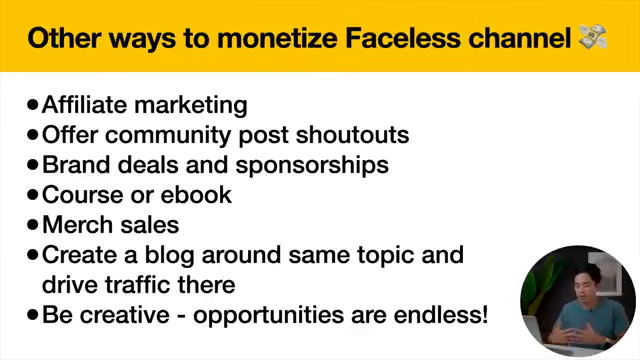 Other ways to monetize Faceless channel 💸
●Affiliate marketing
●Offer community post shoutouts
●Brand deals and sponsorships
●Course or ebook
●Merch sales
●Create a blog around same topic and
drive traffic there
●Be creative - opportunities are endless!